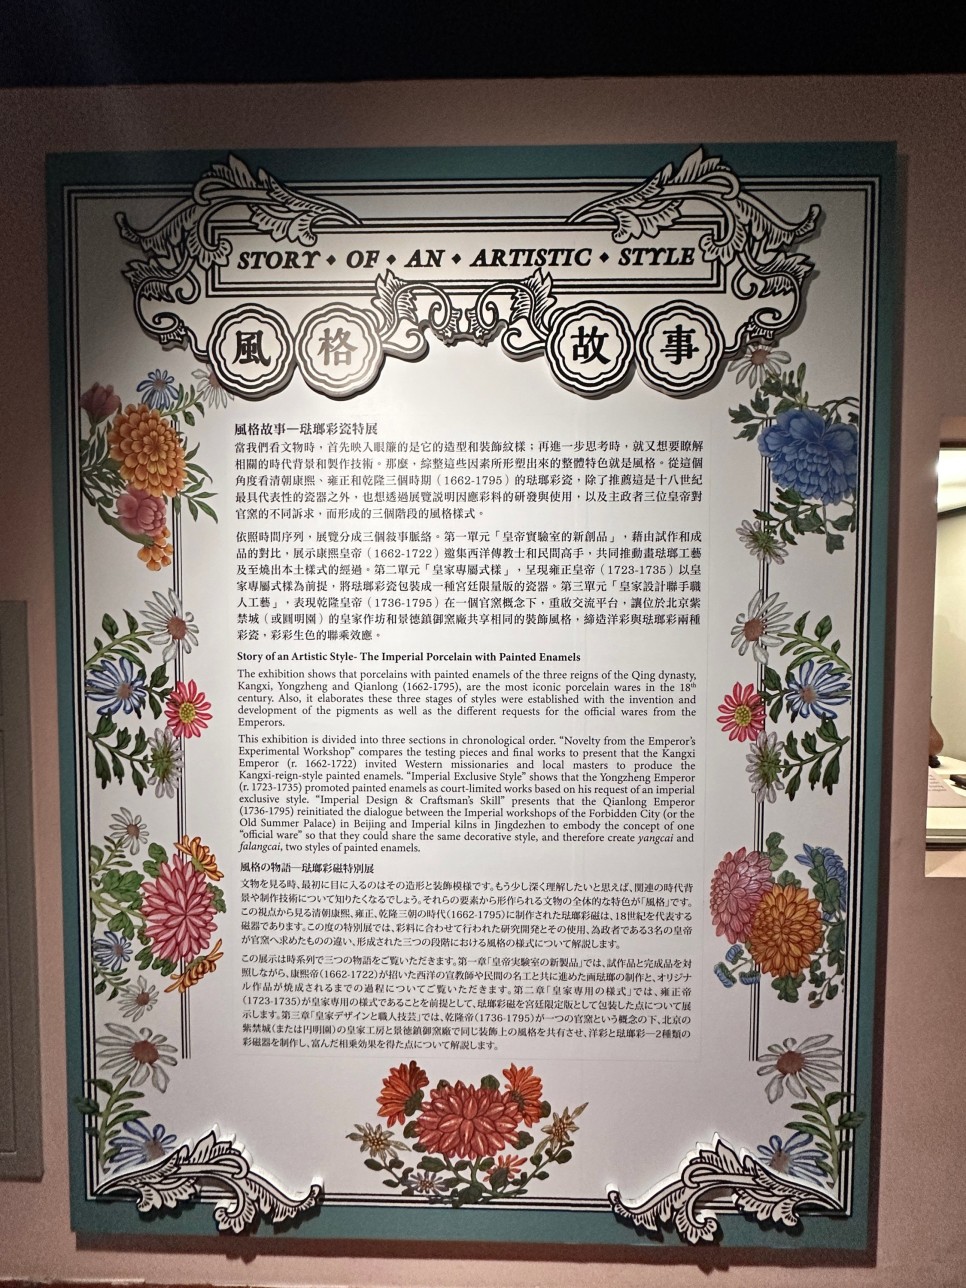 STORY • OF • AN • ARTISTIC • STYLE
風格故事
風格故事—琺瑯彩瓷特展
當我們看文物時，首先映入眼簾的是它的造型和裝飾紋樣；再進一步思考時，就又想要瞭解
相關的時代背景和製作技術。那麼，綜整這些因素所形塑出來的整體特色就是風格。從這個
角度看清朝康熙、雍正和乾隆三個時期（1662-1795）的琺瑯彩瓷，除了推薦這是十八世紀
最具代表性的瓷器之外，也想透過展覽說明因應彩料的研發與使用，以及主政者三位皇帝對
官窯的不同訴求，而形成的三個階段的風格樣式。
依照時間序列，展覽分成三個敘事脈絡。第一單元「皇帝實驗室的新創品」，藉由試作和成
品的對比，展示康熙皇帝（1662-1722）邀集西洋傳教士和民間高手，共同推動畫琺瑯工藝
及至燒出本土樣式的經過。第二單元「皇家專屬式樣」，呈現雍正皇帝（1723-1735）以皇
家專屬式樣為前提，將琺瑯彩瓷包裝成一種宮廷限量版的瓷器。第三單元「皇家設計聯手職
人工藝」，表現乾隆皇帝（1736-1795）在一個官窯概念下，重啟交流平台，讓位於北京紫
禁城（或圓明園）的皇家作坊和景德鎮御窯廠共享相同的裝飾風格，締造洋彩與琺瑯彩兩種
彩瓷，彩彩生色的聯乘效應。
Story of an Artistic Style- The Imperial Porcelain with Painted Enamels
The exhibition shows that porcelains with painted enamels of the three reigns of the Qing dynasty,
Kangxi, Yongzheng and Qianlong (1662-1795), are the most iconic porcelain wares in the 18th
century. Also, it elaborates these three stages of styles were established with the invention and
development of the pigments as well as the different requests for the official wares from the
Emperors.
This exhibition is divided into three sections in chronological order. “Novelty from the Emperor’s
Experimental Workshop” compares the testing pieces and final works to present that the Kangxi
Emperor (r. 1662-1722) invited Western missionaries and local masters to produce the
Kangxi-reign-style painted enamels. “Imperial Exclusive Style” shows that the Yongzheng Emperor
(r. 1723-1735) promoted painted enamels as court-limited works based on his request of an imperial
exclusive style. “Imperial Design & Craftsman’s Skill” presents that the Qianlong Emperor
(1736-1795) reinitiated the dialogue between the Imperial workshops of the Forbidden City (or the
Old Summer Palace) in Beijing and Imperial kilns in Jingdezhen to embody the concept of one
“official ware” so that they could share the same decorative style, and therefore create yangcai and
falangcai, two styles of painted enamels.
風格の物語—琺瑯彩磁特別展
文物を見る時、最初に目に入るのはその造形と装飾模様です。もう少し深く理解したいと思えば、関連の時代背
景や制作技術について知りたくなるでしょう。それらの要素から形作られる文物の全体的な特色が「風格」です。
この視点から見る清朝康熙、雍正、乾隆三朝の時代(1662-1795)に制作された琺瑯彩磁は、18世紀を代表する
磁器であります。この度の特別展では、彩料に合わせて行われた研究開発とその使用、為政者である3名の皇帝
が官窯へ求めたものの違い、形成された三つの段階における風格の様式について解説します。
この展示は時系列で三つの物語をご覧いただきます。第一章「皇帝実験室の新製品」では、試作品と完成品を対
照しながら、康熙帝(1662-1722)が招いた西洋の宣教師や民間の名工と共に進めた画琺瑯の制作と、オリジナ
ル作品が焼成されるまでの過程についてご覧いただきます。第二章「皇家専用の様式」では、雍正帝
(1723-1735)が皇家専用の様式であることを前提として、琺瑯彩磁を宮廷限定版として包装した点について展
示します。第三章「皇家デザインと職人技芸」では、乾隆帝(1736-1795)が一つの官窯という概念の下、北京の
紫禁城(または円明園)の皇家工房と景徳鎮御窯廠で同じ装飾上の風格を共有させ、洋彩と琺瑯彩—2種類の
彩磁器を制作し、富んだ相乗効果を得た点について解説します。